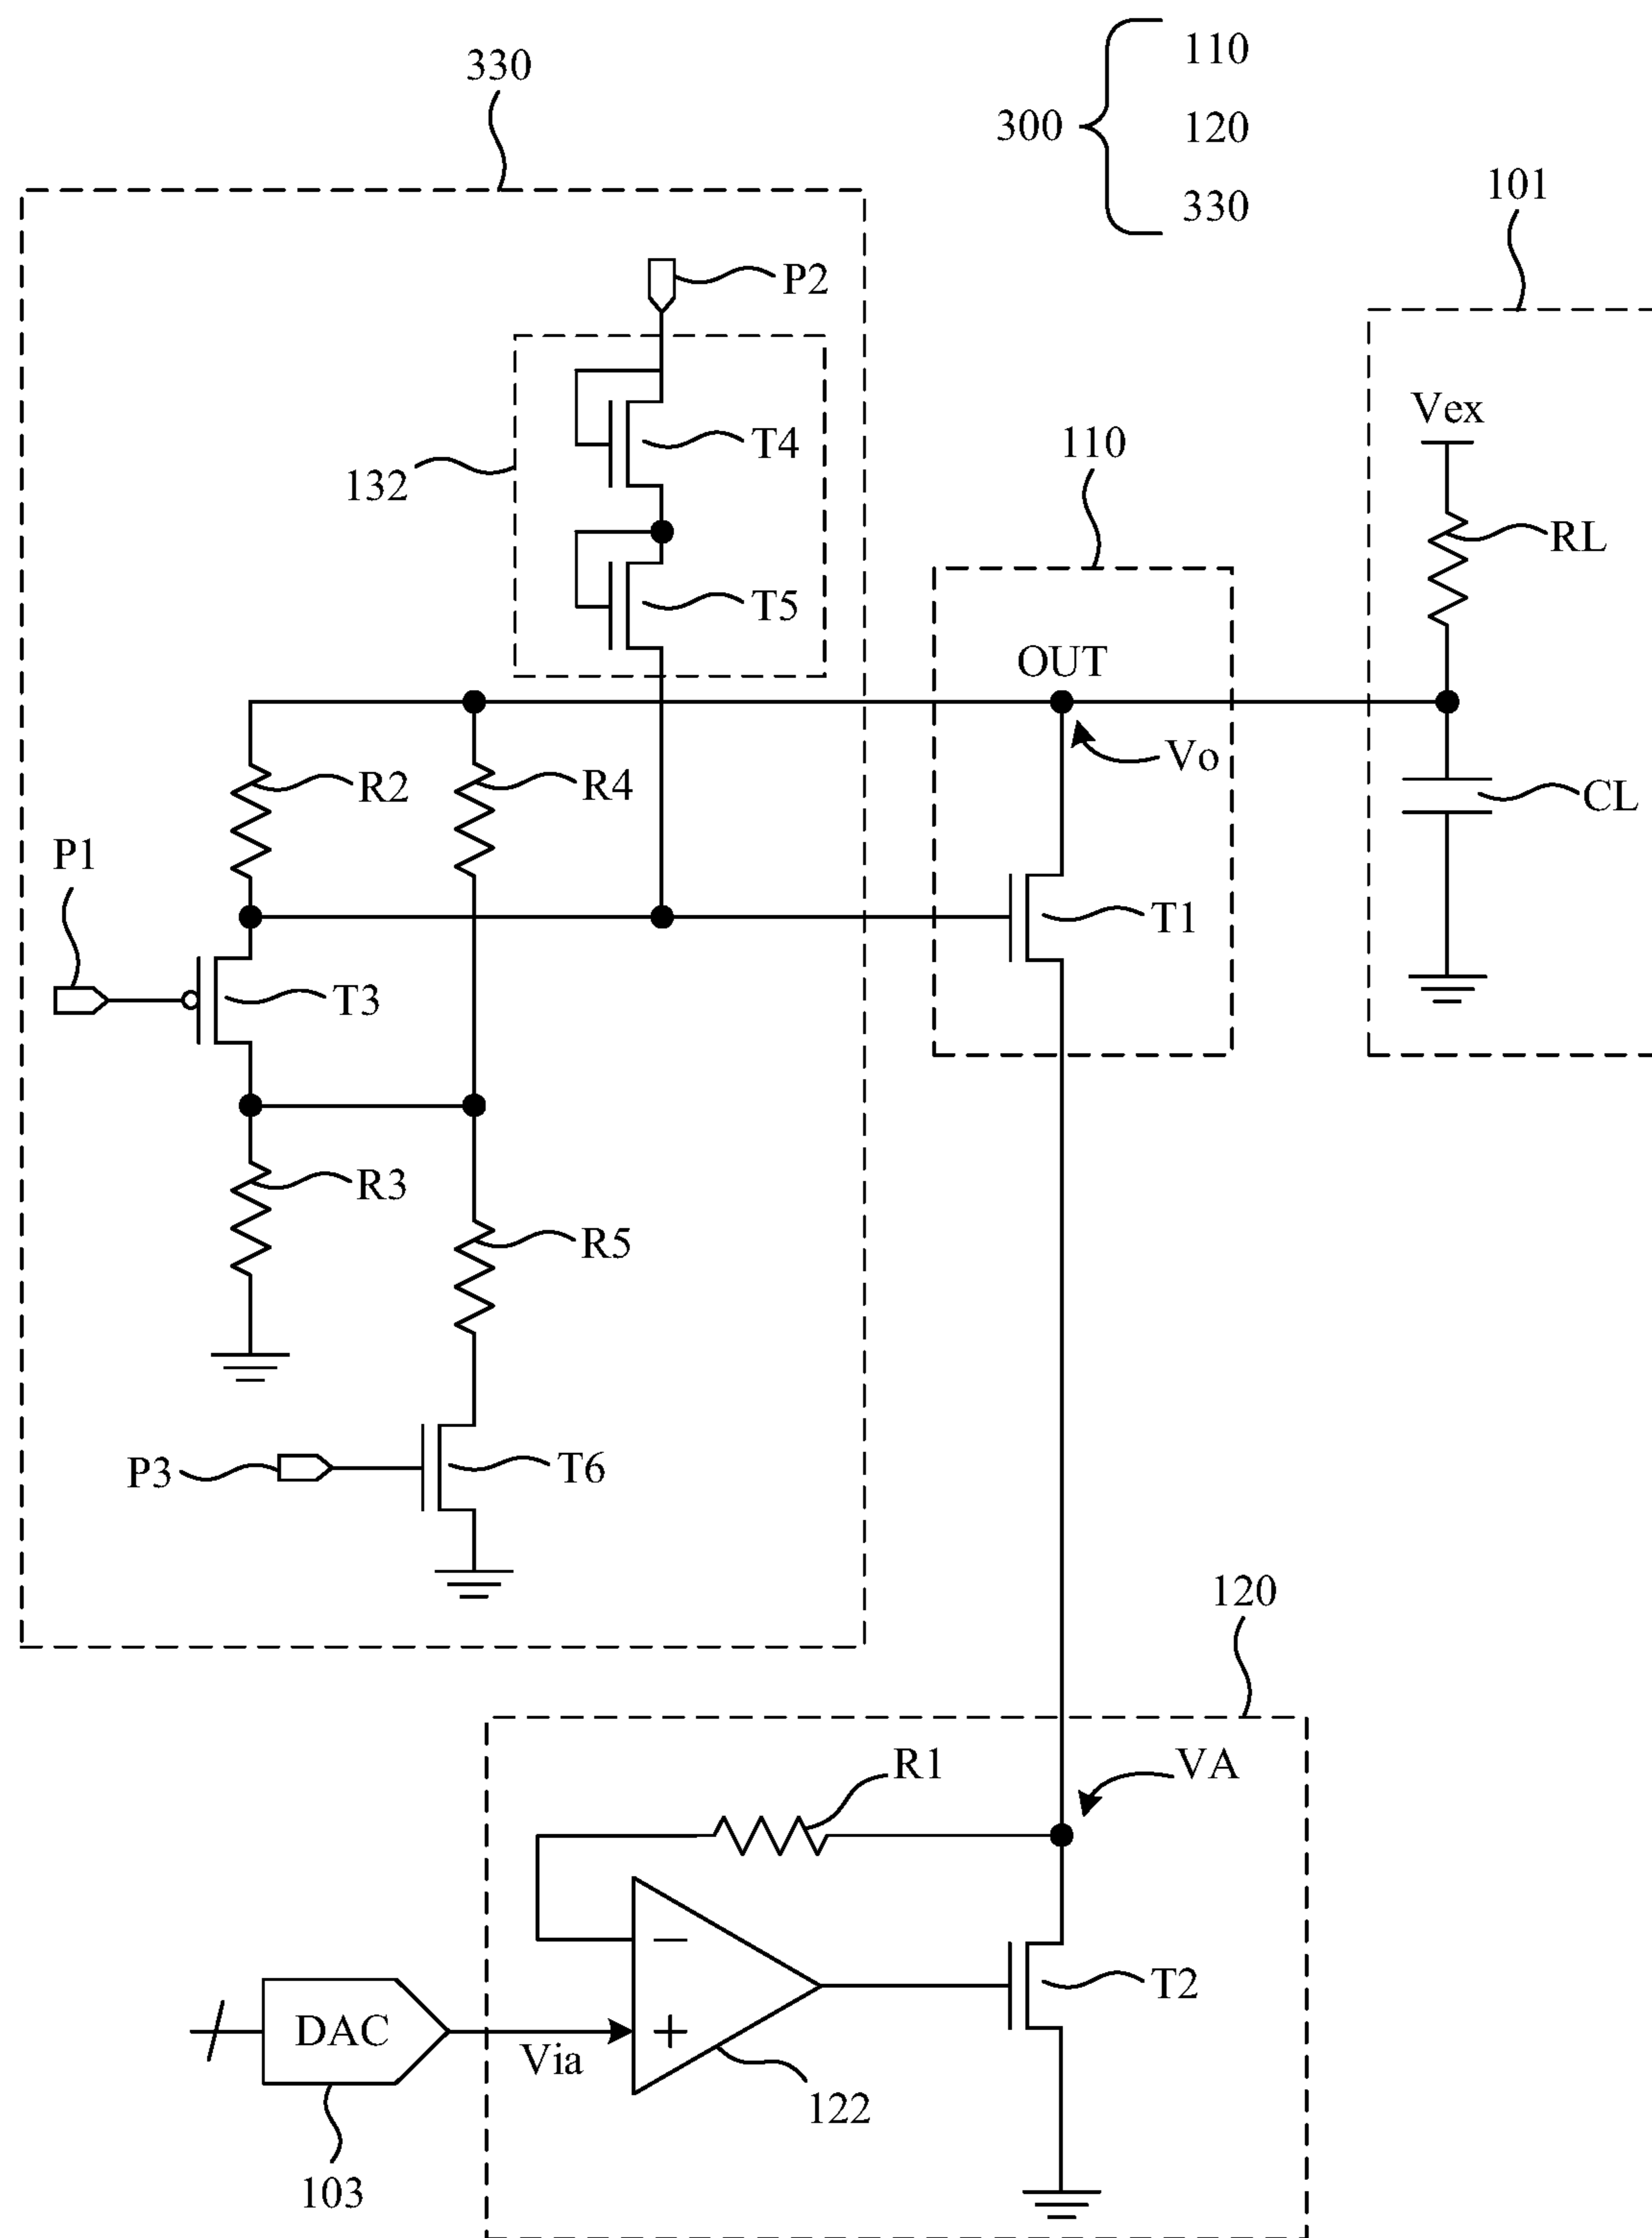 330
300
110
120
330
101
P2
Vex
132
T4
110
RL
T5
OUT
R2
R4
Vo
CL
P1
T1
T3
R3
R5
P3
T6
120
R1
VA
−
T2
DAC
+
Via
122
103